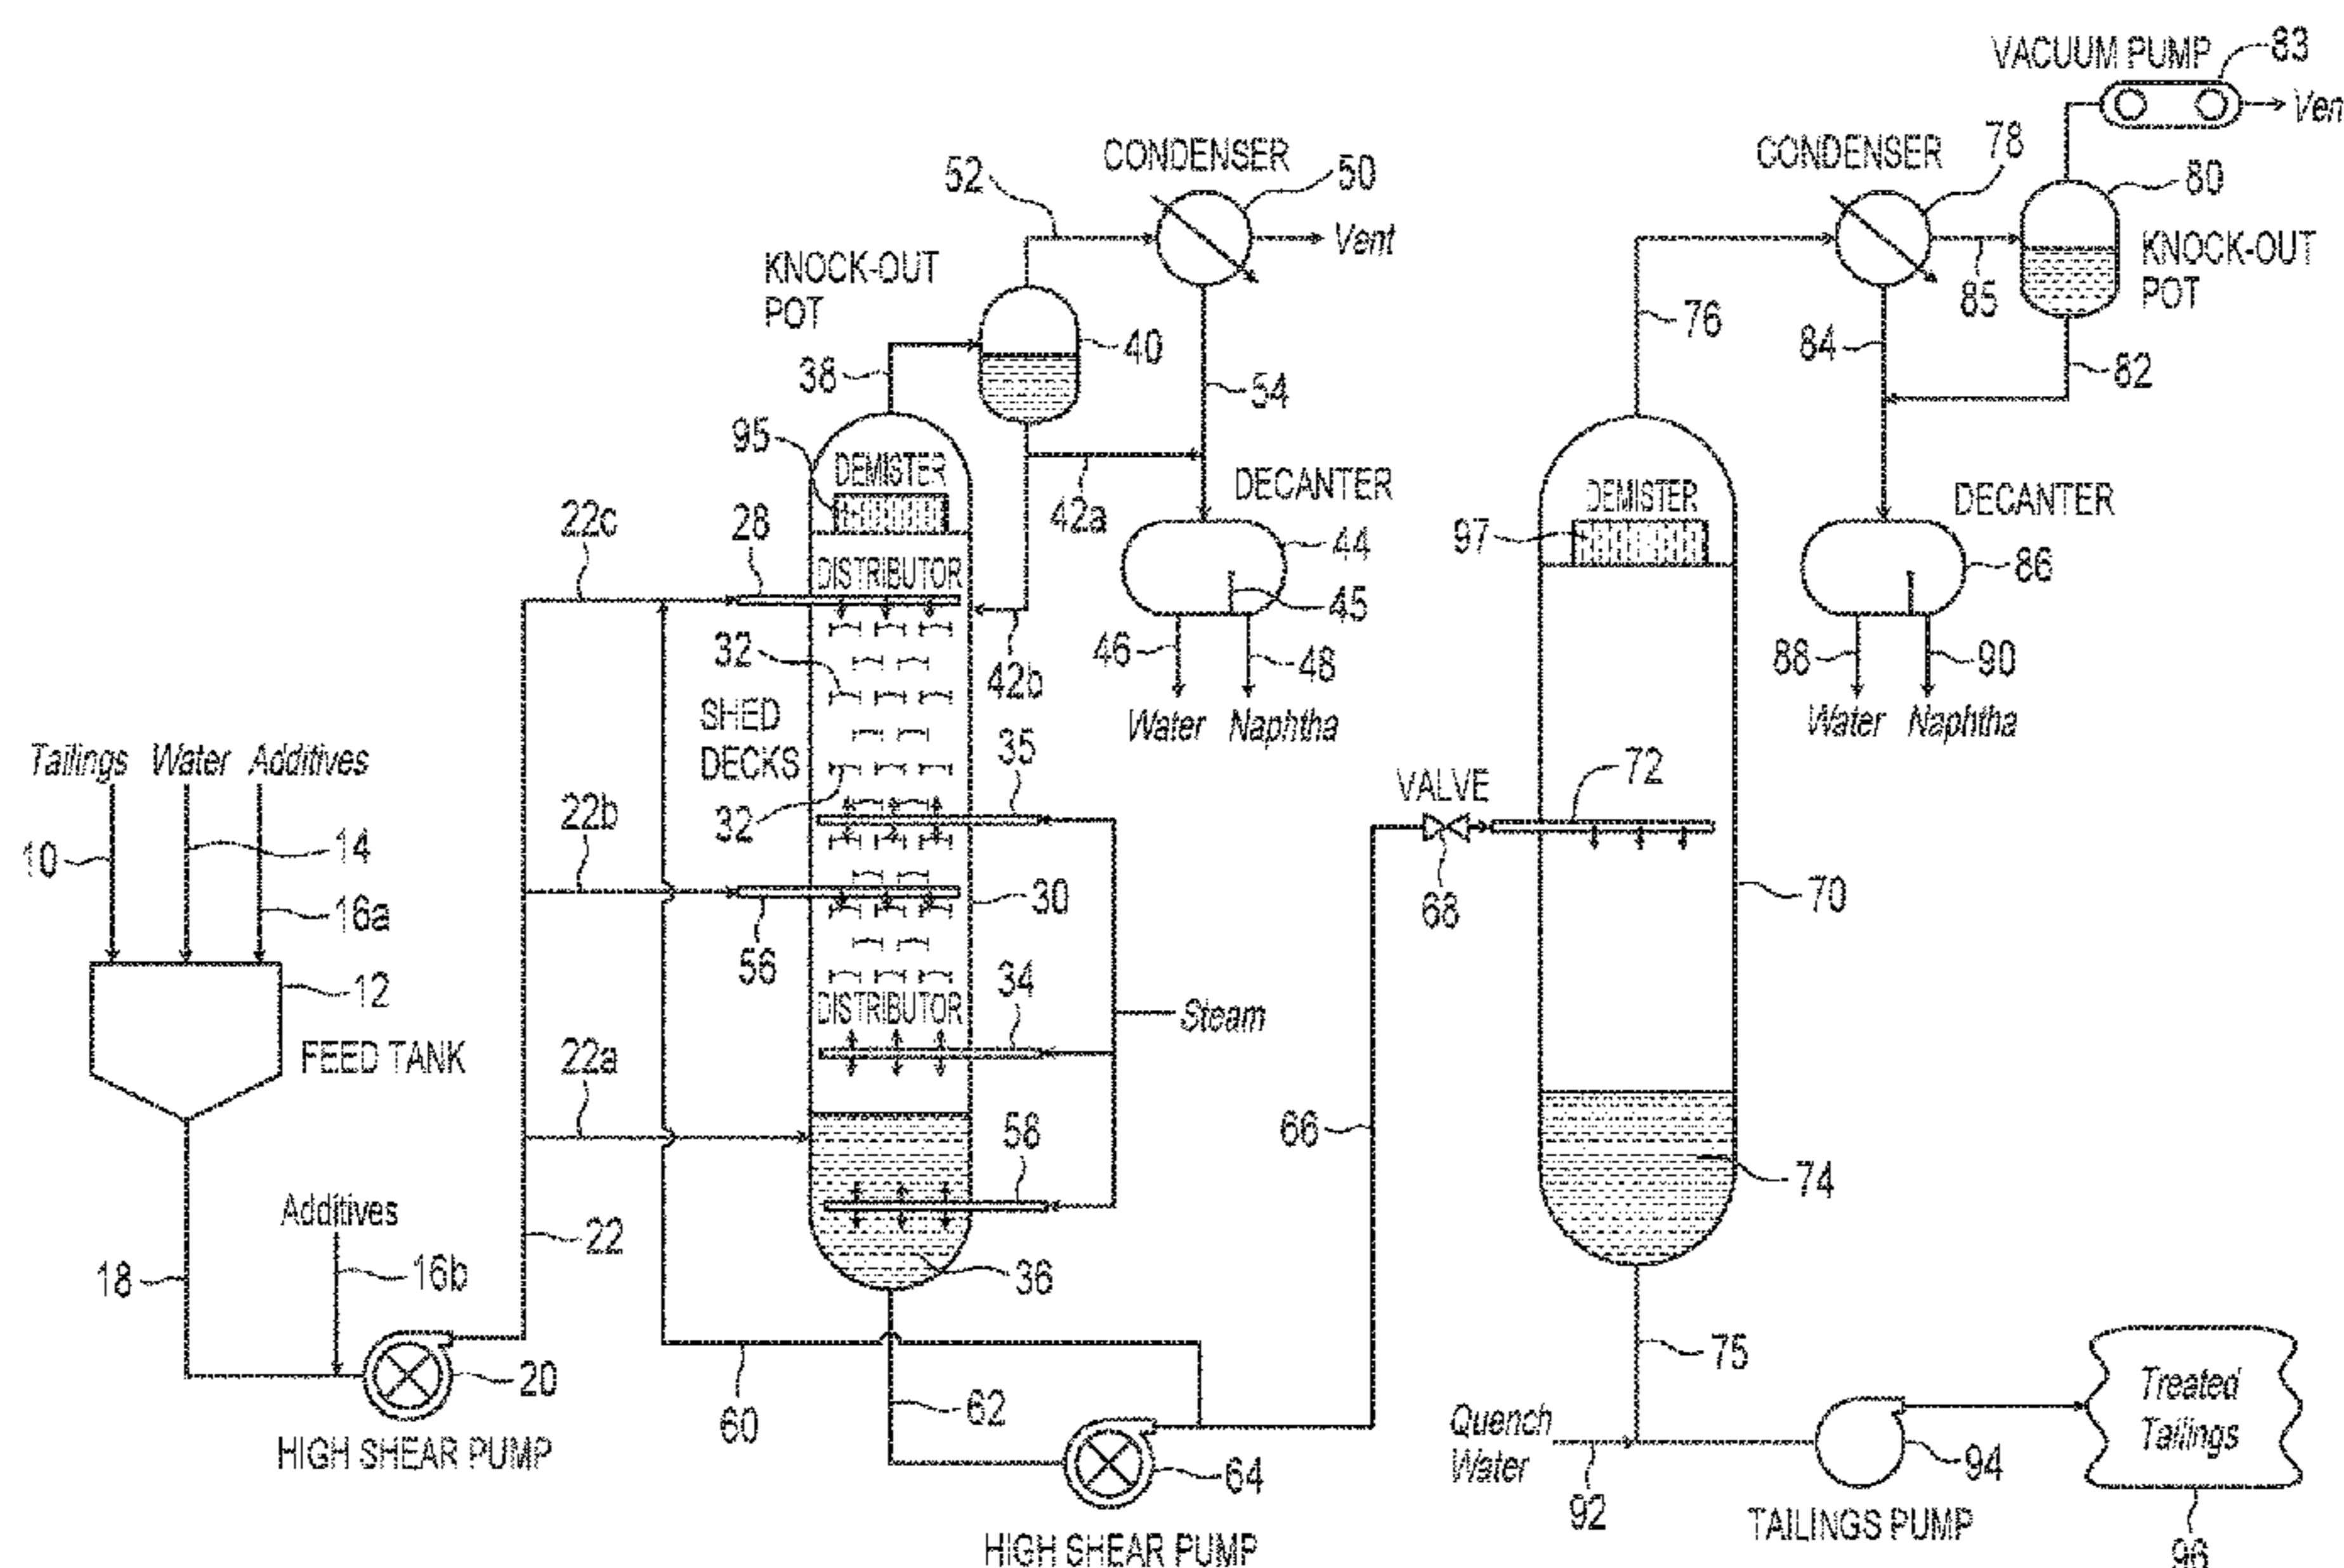 VACUUM PUMP
83
Ven
CONDENSER
78
80
KNOCK-OUT
POT
85
84
82
76
52
CONDENSER
50
Vent
KNOCK-OUT
POT
40
38
54
95
DEMISTER
42a
DECANTER
44
45
46
48
Water
Naphtha
22c
28
DISTRIBUTOR
42b
32
SHED
DECKS
32
35
DEMISTER
97
DECANTER
86
88
90
Water
Naphtha
Tailings
Water
Additives
10
14
16a
12
FEED TANK
22b
56
30
VALVE
68
72
70
34
DISTRIBUTOR
Steam
22a
58
36
66
74
Additives
16b
18
22
20
HIGH SHEAR PUMP
60
62
64
HIGH SHEAR PUMP
75
Quench
Water
92
94
TAILINGS PUMP
Treated
Tailings
96